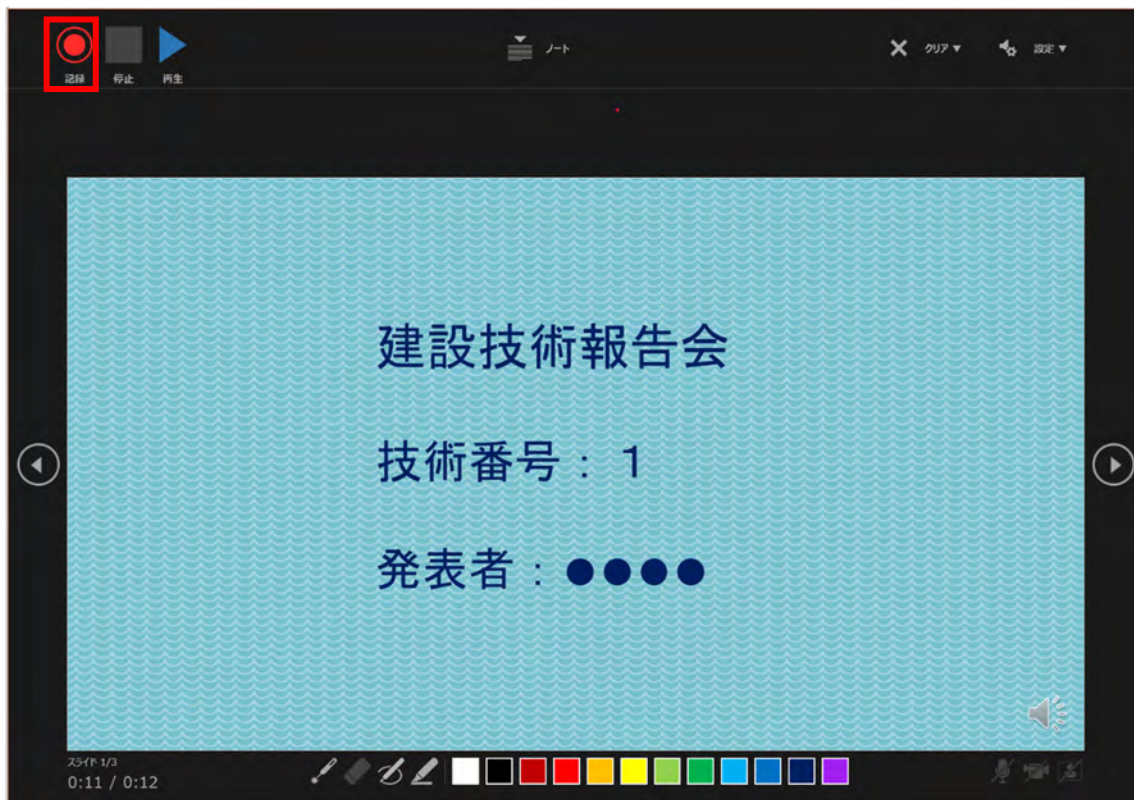 記録 停止 再生
ノート
クリア ▼ 設定 ▼
建設技術報告会
技術番号：１
発表者：●●●●
スライド 1/3
0:11 / 0:12